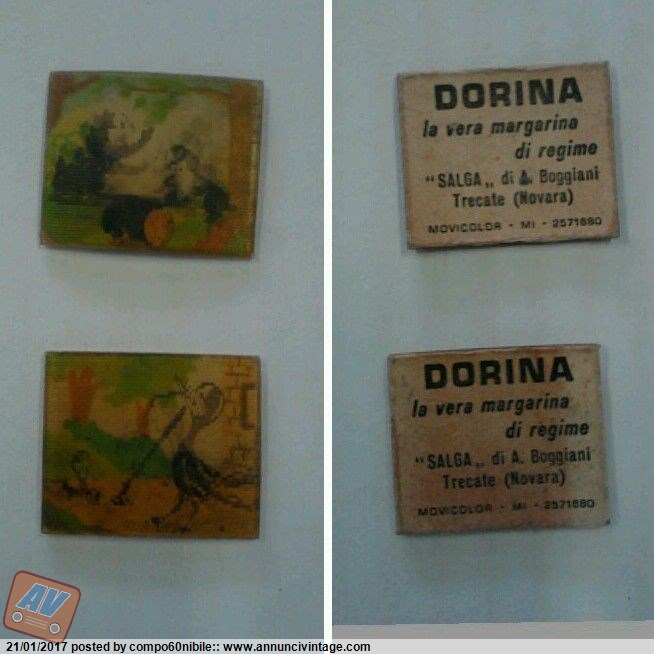 DORINA
la vera margarina
di regime
"SALGA„ di A. Boggiani
Trecate (Novara)
MOVICOLOR - MI - 2571680
DORINA
la vera margarina
di regime
"SALGA„ di A. Boggiani
Trecate (Novara)
MOVICOLOR - MI - 2571680
AV
21/01/2017 posted by compo60nibile:: www.annuncivintage.com